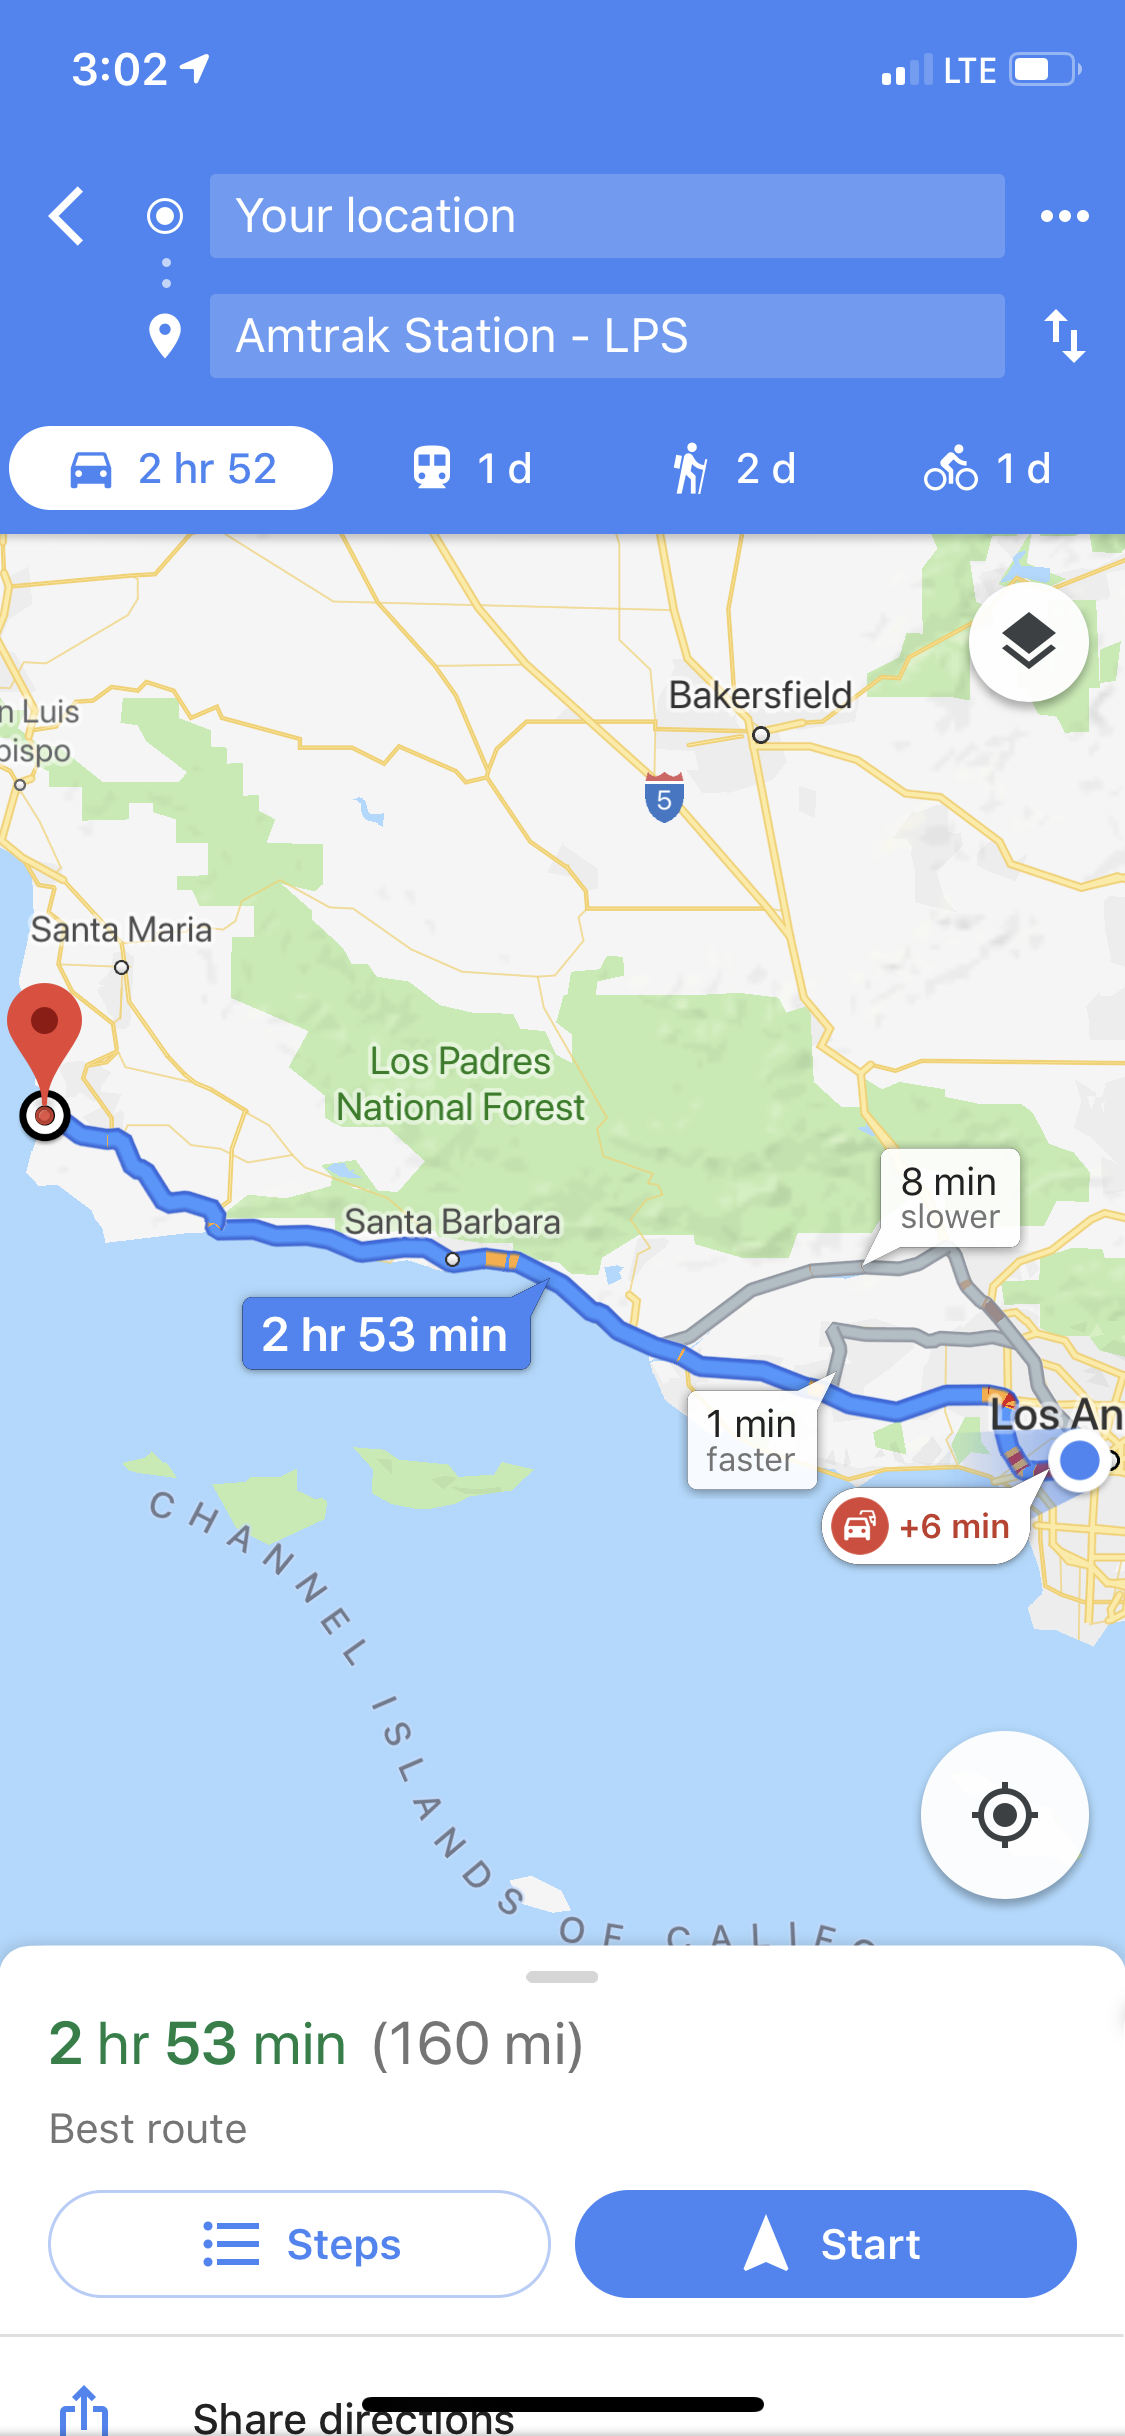 3:02
LTE
Your location
Amtrak Station - LPS
2 hr 52
1 d
2 d
1 d
Bakersfield
n Luis
bispo
5
Santa Maria
Los Padres
National Forest
8 min
slower
Santa Barbara
2 hr 53 min
1 min
faster
Los An
+6 min
CHANNEL ISLANDS OF CALIFO
2 hr 53 min (160 mi)
Best route
Steps
Start
Share directions